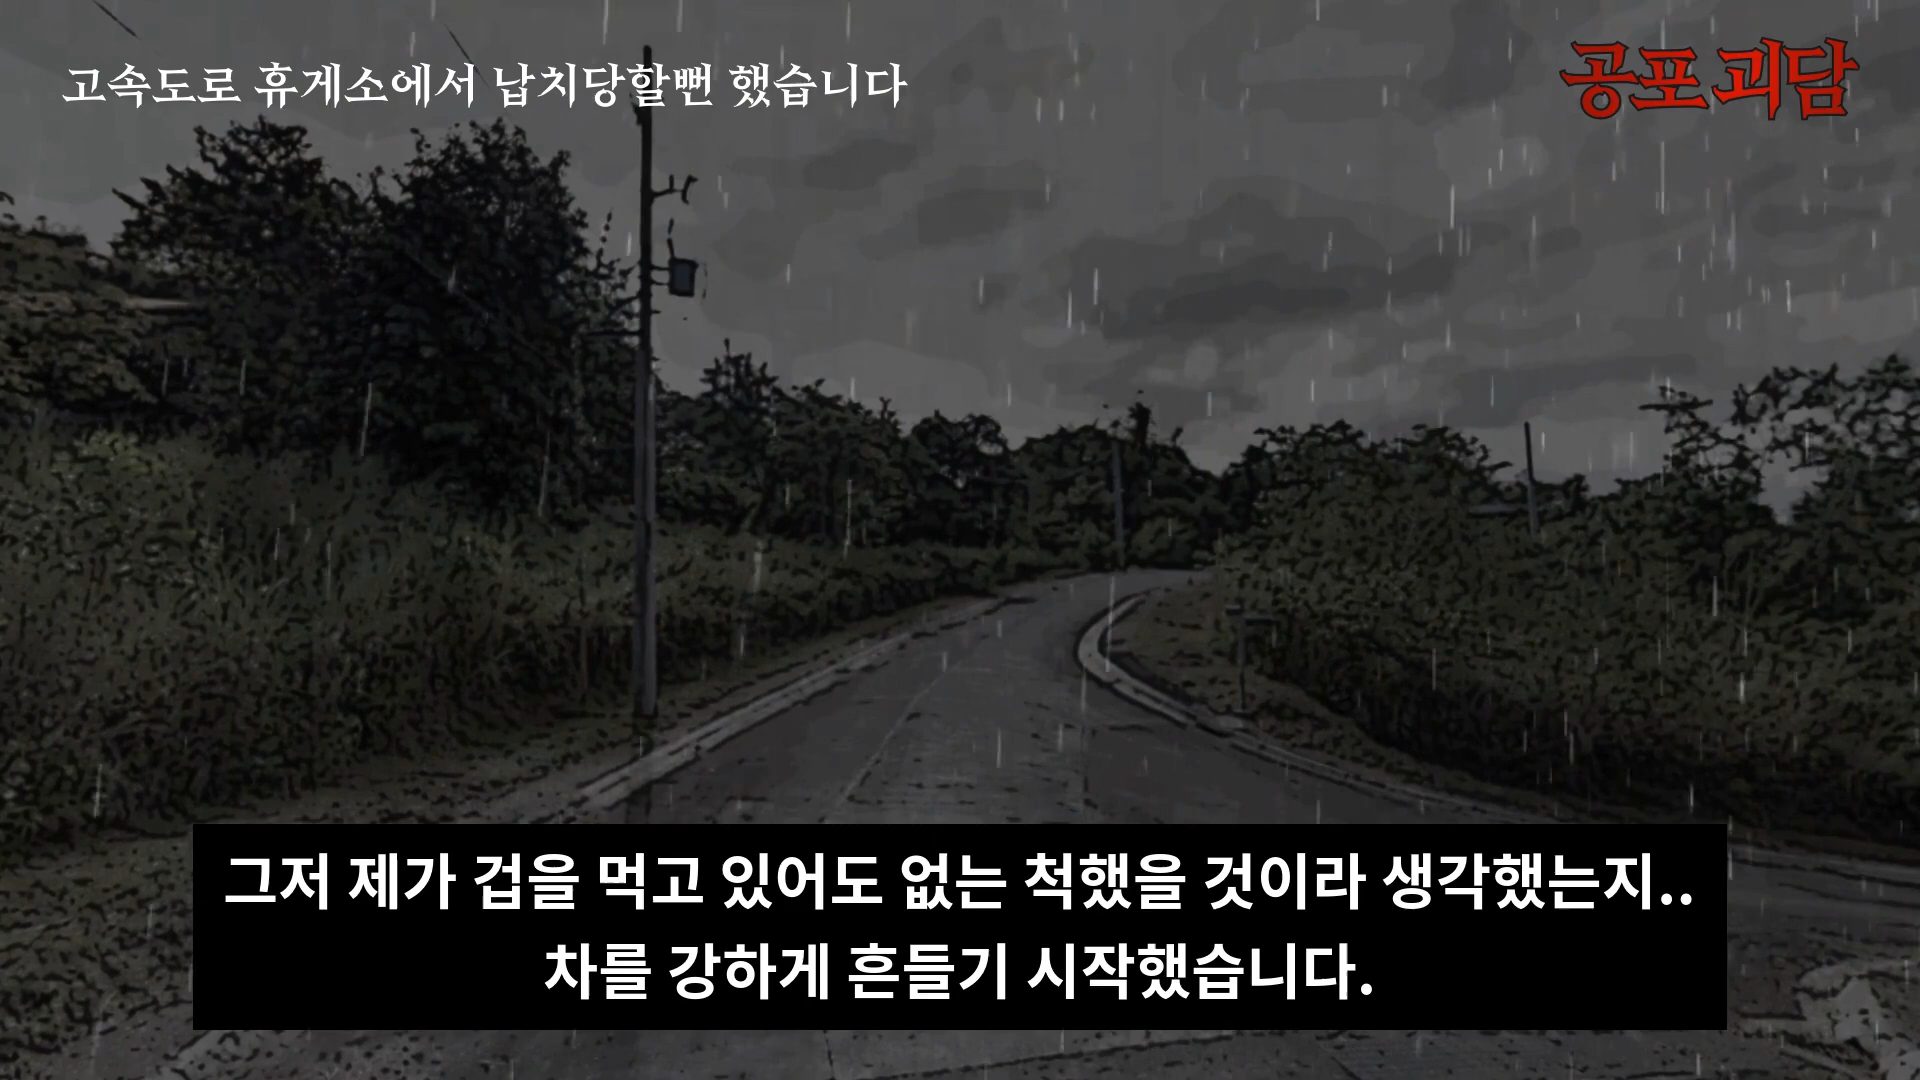 고속도로 휴게소에서 납치당할뻔 했습니다
공포 괴담
그저 제가 겁을 먹고 있어도 없는 척했을 것이라 생각했는지..
차를 강하게 흔들기 시작했습니다.